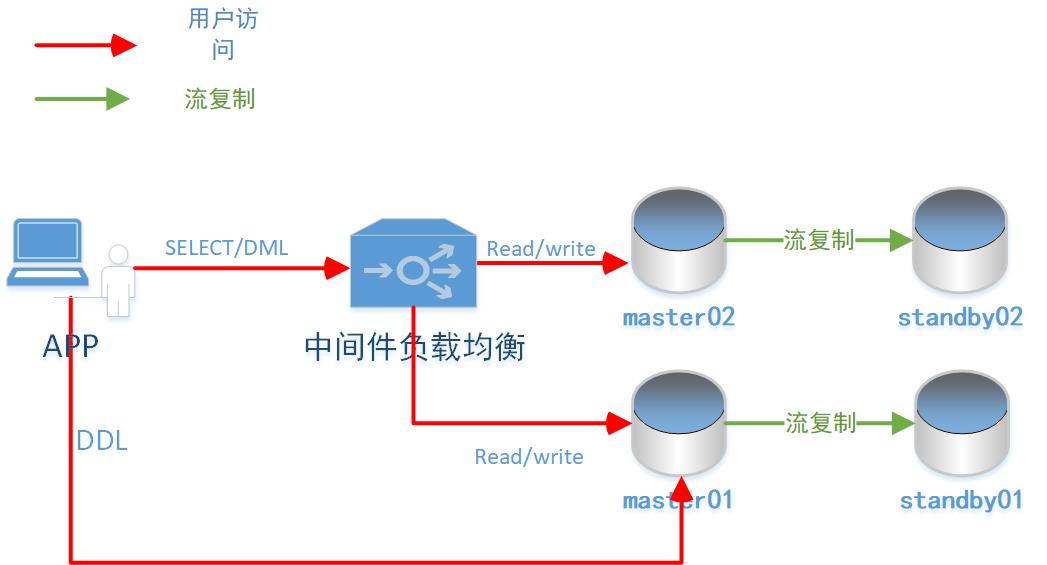 用户访
问
流复制
SELECT/DML
Read/write
流复制
master02
standby02
APP
中间件负载均衡
流复制
DDL
Read/write
master01
standby01